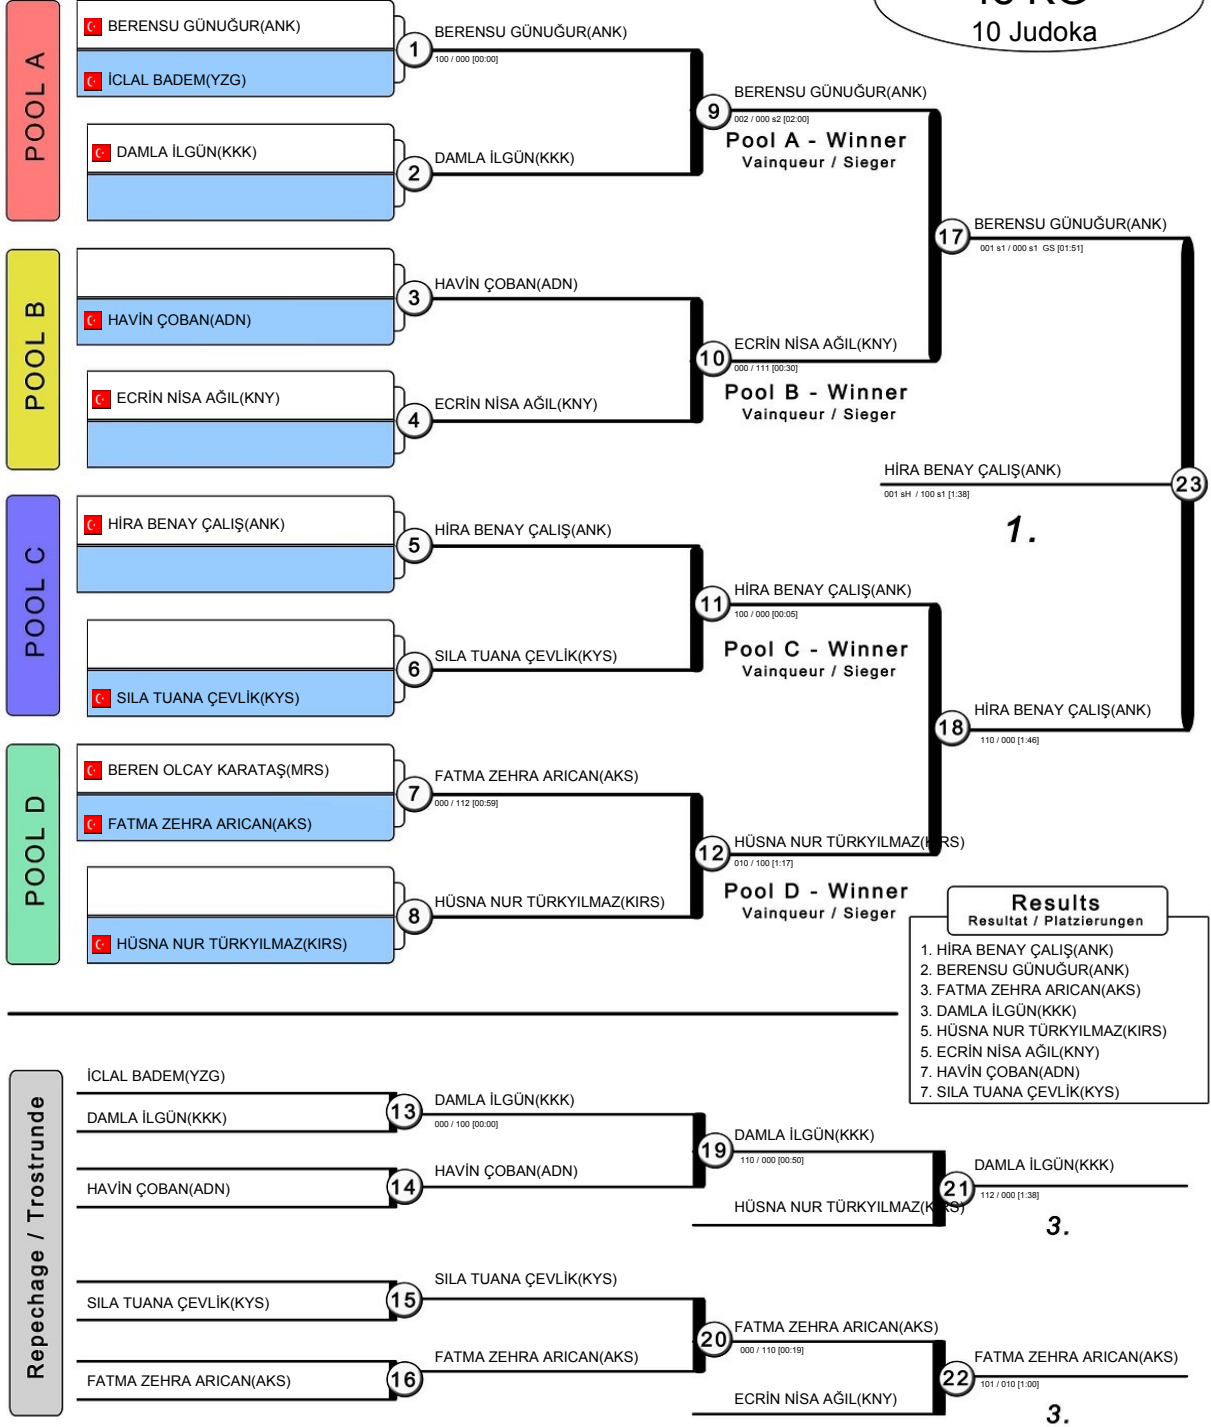 10 Judoka
POOL A
BERENSU GÜNUĞUR(ANK)
İCLAL BADEM(YZG)
DAMLA İLGÜN(KKK)
1
BERENSU GÜNUĞUR(ANK)
100 / 000 [00:00]
2
DAMLA İLGÜN(KKK)
9
BERENSU GÜNUĞUR(ANK)
002 / 000 s2 [02:00]
Pool A - Winner
Vainqueur / Sieger
POOL B
HAVİN ÇOBAN(ADN)
ECRİN NİSA AĞIL(KNY)
3
HAVİN ÇOBAN(ADN)
4
ECRİN NİSA AĞIL(KNY)
10
ECRİN NİSA AĞIL(KNY)
000 / 111 [00:30]
Pool B - Winner
Vainqueur / Sieger
17
BERENSU GÜNUĞUR(ANK)
001 s1 / 000 s1 GS [01:51]
POOL C
HİRA BENAY ÇALIŞ(ANK)
SILA TUANA ÇEVLİK(KYS)
5
HİRA BENAY ÇALIŞ(ANK)
6
SILA TUANA ÇEVLİK(KYS)
11
HİRA BENAY ÇALIŞ(ANK)
100 / 000 [00:05]
Pool C - Winner
Vainqueur / Sieger
HİRA BENAY ÇALIŞ(ANK)
001 sH / 100 s1 [1:38]
23
1.
POOL D
BEREN OLCAY KARATAŞ(MRS)
FATMA ZEHRA ARICAN(AKS)
HÜSNA NUR TÜRKYILMAZ(KIRS)
7
FATMA ZEHRA ARICAN(AKS)
000 / 112 [00:59]
8
HÜSNA NUR TÜRKYILMAZ(KIRS)
12
HÜSNA NUR TÜRKYILMAZ(KIRS)
010 / 100 [1:17]
Pool D - Winner
Vainqueur / Sieger
18
HİRA BENAY ÇALIŞ(ANK)
110 / 000 [1:46]
Results
Resultat / Platzierungen
1. HİRA BENAY ÇALIŞ(ANK)
2. BERENSU GÜNUĞUR(ANK)
3. FATMA ZEHRA ARICAN(AKS)
3. DAMLA İLGÜN(KKK)
5. HÜSNA NUR TÜRKYILMAZ(KIRS)
5. ECRİN NİSA AĞIL(KNY)
7. HAVİN ÇOBAN(ADN)
7. SILA TUANA ÇEVLİK(KYS)
Repechage / Trostrunde
İCLAL BADEM(YZG)
DAMLA İLGÜN(KKK)
13
DAMLA İLGÜN(KKK)
000 / 100 [00:00]
HAVİN ÇOBAN(ADN)
14
HAVİN ÇOBAN(ADN)
19
DAMLA İLGÜN(KKK)
110 / 000 [00:50]
HÜSNA NUR TÜRKYILMAZ(KIRS)
21
DAMLA İLGÜN(KKK)
112 / 000 [1:38]
3.
SILA TUANA ÇEVLİK(KYS)
15
SILA TUANA ÇEVLİK(KYS)
FATMA ZEHRA ARICAN(AKS)
16
FATMA ZEHRA ARICAN(AKS)
20
FATMA ZEHRA ARICAN(AKS)
000 / 110 [00:19]
ECRİN NİSA AĞIL(KNY)
22
FATMA ZEHRA ARICAN(AKS)
101 / 010 [1:00]
3.